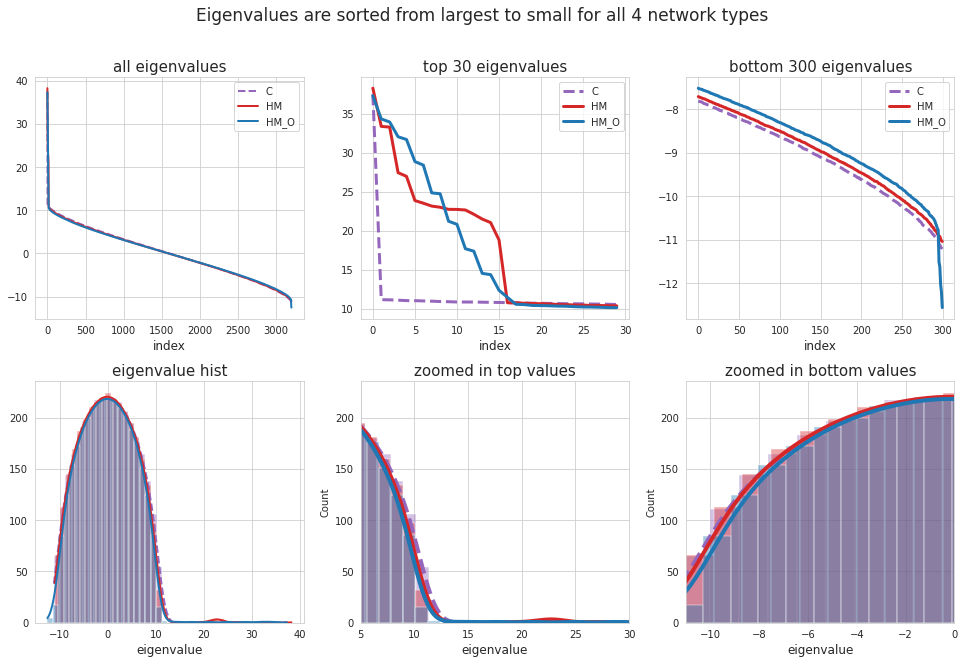 Eigenvalues are sorted from largest to small for all 4 network types
all eigenvalues
40
30
20
10
0
−10
0 500 1000 1500 2000 2500 3000
index
C
HM
HM_O
top 30 eigenvalues
35
30
25
20
15
10
0 5 10 15 20 25 30
index
C
HM
HM_O
bottom 300 eigenvalues
−8
−9
−10
−11
−12
0 50 100 150 200 250 300
index
C
HM
HM_O
eigenvalue hist
200
150
100
50
0
−10 0 10 20 30 40
eigenvalue
zoomed in top values
Count
200
150
100
50
0
5 10 15 20 25 30
eigenvalue
zoomed in bottom values
Count
200
150
100
50
0
−10 −8 −6 −4 −2 0
eigenvalue